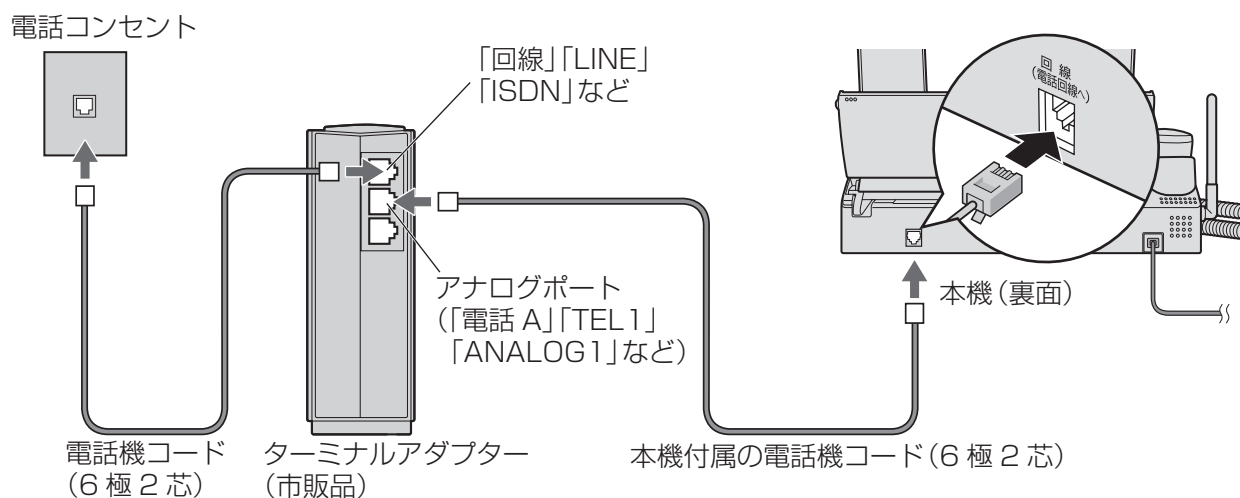 電話コンセント
「回線」「LINE」
「ISDN」など
回 線
(電話回線へ)
アナログポート
(「電話 A」「TEL1」
「ANALOG1」など)
本機(裏面)
電話機コード
(6 極 2 芯)
ターミナルアダプター
(市販品)
本機付属の電話機コード(6 極 2 芯)